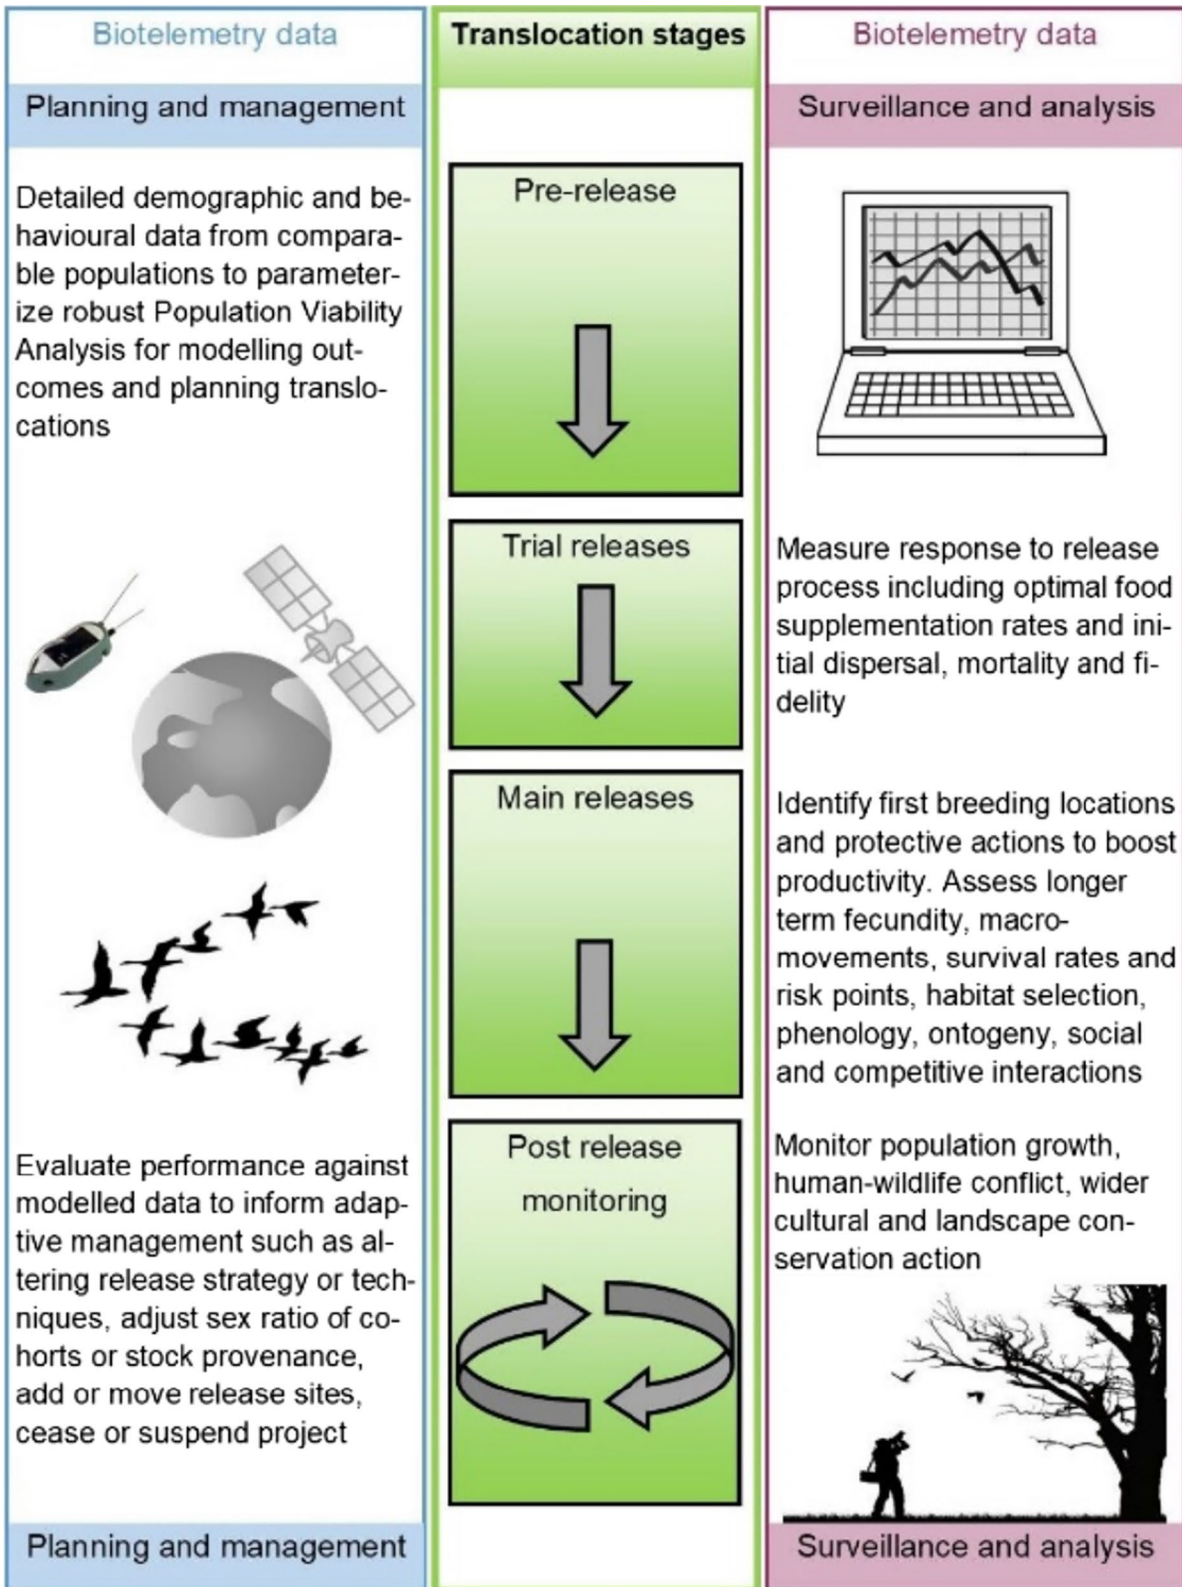 Biotelemetry data
Planning and management
Detailed demographic and be-
havioural data from compara-
ble populations to parameter-
ize robust Population Viability
Analysis for modelling out-
comes and planning translo-
cations
Evaluate performance against
modelled data to inform adap-
tive management such as al-
tering release strategy or tech-
niques, adjust sex ratio of co-
horts or stock provenance,
add or move release sites,
cease or suspend project
Planning and management
Translocation stages
Pre-release
Trial releases
Main releases
Post release
monitoring
Biotelemetry data
Surveillance and analysis
Measure response to release
process including optimal food
supplementation rates and ini-
tial dispersal, mortality and fi-
delity
Identify first breeding locations
and protective actions to boost
productivity. Assess longer
term fecundity, macro-
movements, survival rates and
risk points, habitat selection,
phenology, ontogeny, social
and competitive interactions
Monitor population growth,
human-wildlife conflict, wider
cultural and landscape con-
servation action
Surveillance and analysis